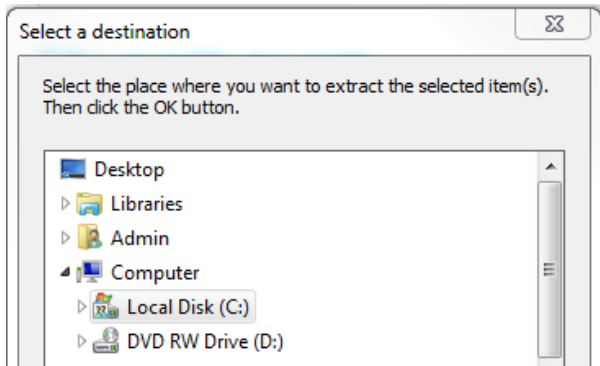 Select a destination
Select the place where you want to extract the selected item(s).
Then click the OK button.
Desktop
Libraries
Admin
Computer
Local Disk (C:)
DVD RW Drive (D:)